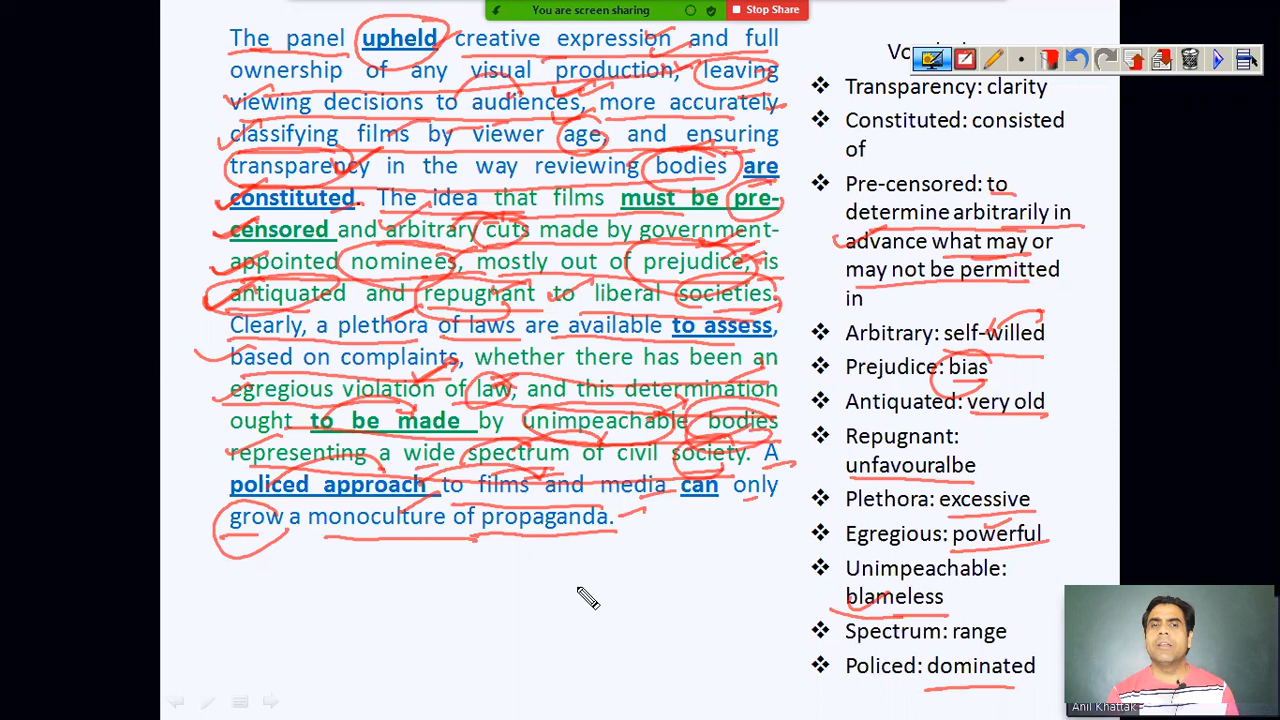 You are screen sharing
Stop Share
The panel upheld creative expression and full
ownership of any visual production, leaving
viewing decisions to audiences, more accurately
classifying films by viewer age, and ensuring
transparency in the way reviewing bodies are
constituted. The idea that films must be pre-
censored and arbitrary cuts made by government-
appointed nominees, mostly out of prejudice, is
antiquated and repugnant to liberal societies.
Clearly, a plethora of laws are available to assess,
based on complaints, whether there has been an
egregious violation of law, and this determination
ought to be made by unimpeachable bodies
representing a wide spectrum of civil society. A
policed approach to films and media can only
grow a monoculture of propaganda.
Transparency: clarity
Constituted: consisted
of
Pre-censored: to
determine arbitrarily in
advance what may or
may not be permitted
in
Arbitrary: self-willed
Prejudice: bias
Antiquated: very old
Repugnant:
unfavouralbe
Plethora: excessive
Egregious: powerful
Unimpeachable:
blameless
Spectrum: range
Policed: dominated
Anil Khattak